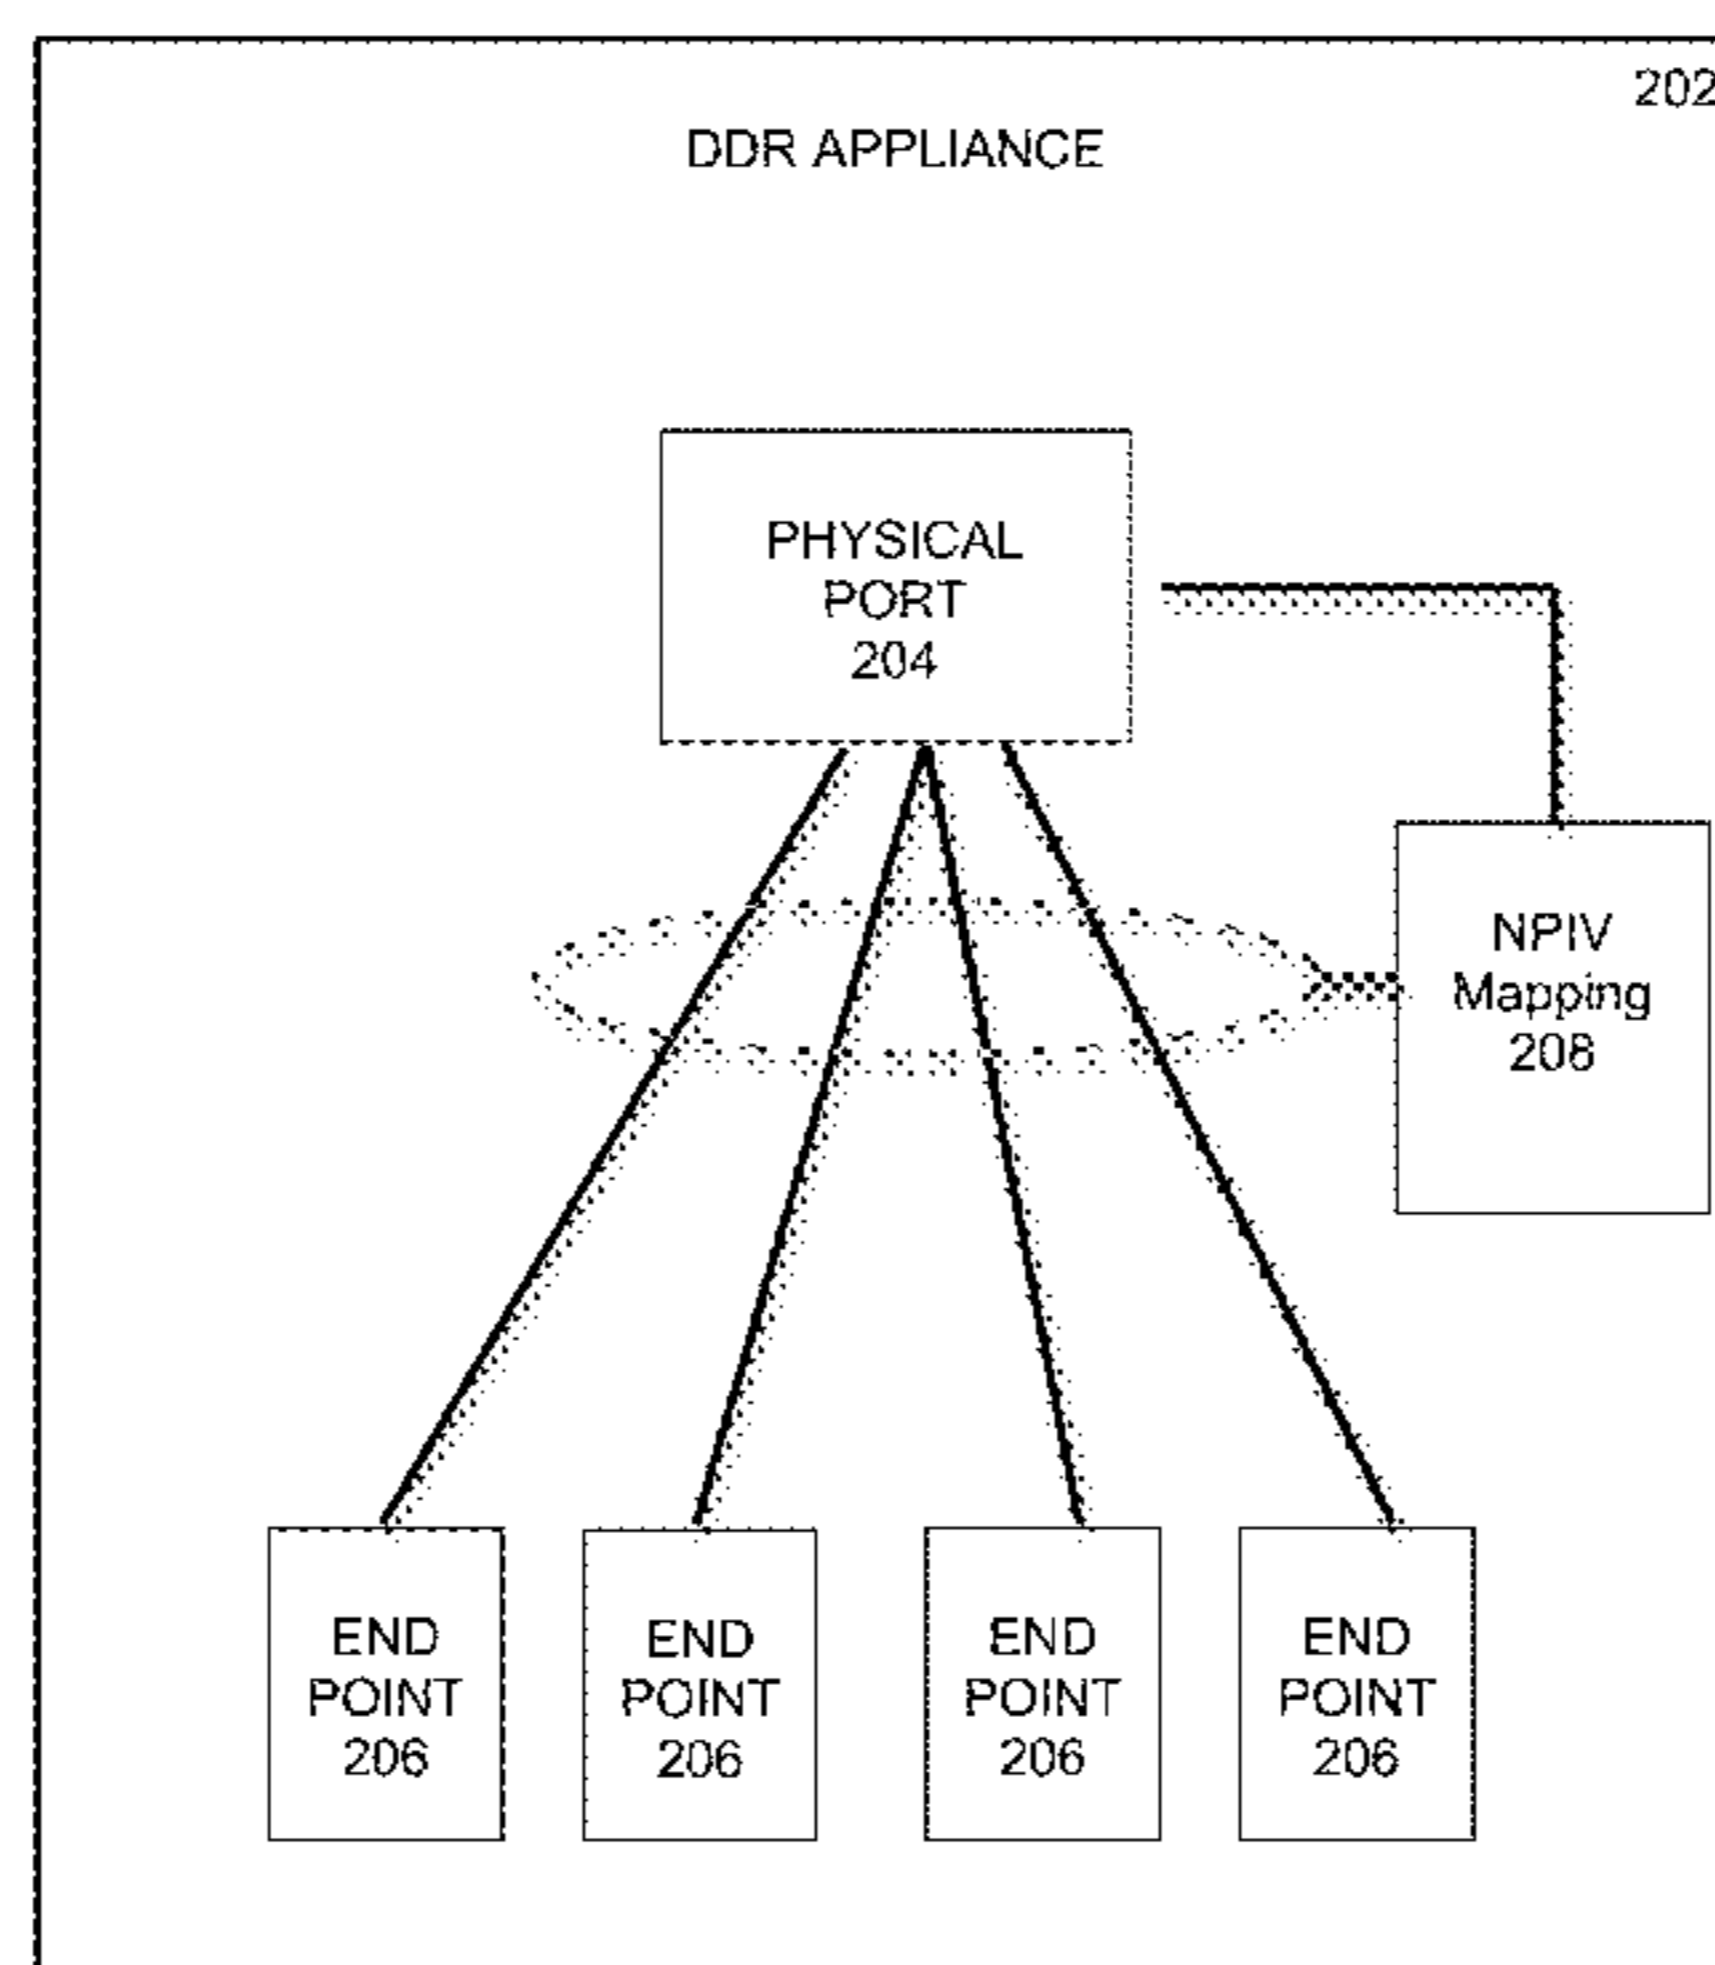 202
DDR APPLIANCE
PHYSICAL
PORT
204
NPIV
Mapping
208
END
POINT
206
END
POINT
206
END
POINT
206
END
POINT
206